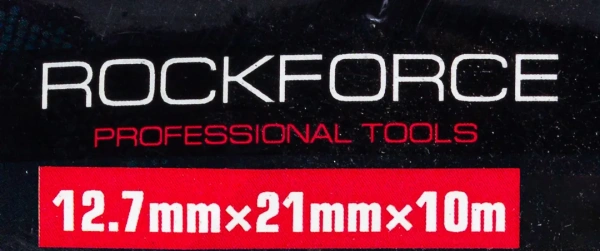 ROCKFORCE
PROFESSIONAL TOOLS
12.7mm×21mm×10m